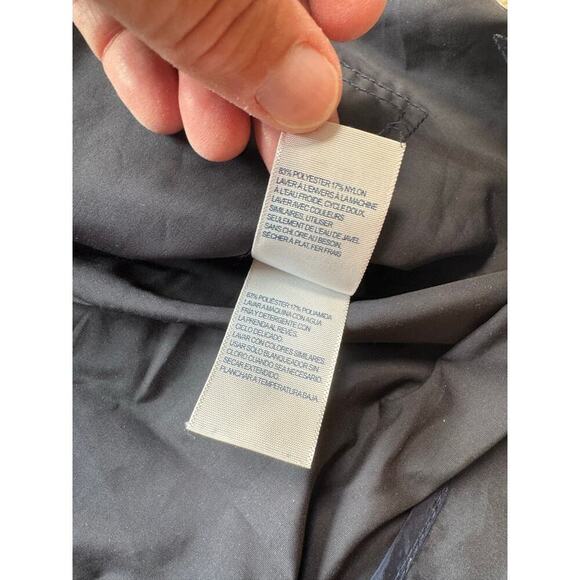 83% POLYESTER 17% NYLON
LAVER À L'ENVERS À LA MACHINE
À L'EAU FROIDE, CYCLE DOUX,
LAVER AVEC COULEURS
SIMILAIRES, UTILISER
SEULEMENT DE L'EAU DE JAVEL
SANS CHLORE AU BESOIN,
SÉCHER À PLAT, FER FRAIS
83% POLIÉSTER 17% POLIAMIDA
LAVAR A MÁQUINA CON AGUA
FRÍA Y DETERGENTE CON
LA PRENDA AL REVÉS.
CICLO DELICADO.
LAVAR CON COLORES SIMILARES.
USAR SÓLO BLANQUEADOR SIN
CLORO CUANDO SEA NECESARIO.
SECAR EXTENDIDO.
PLANCHAR A TEMPERATURA BAJA.